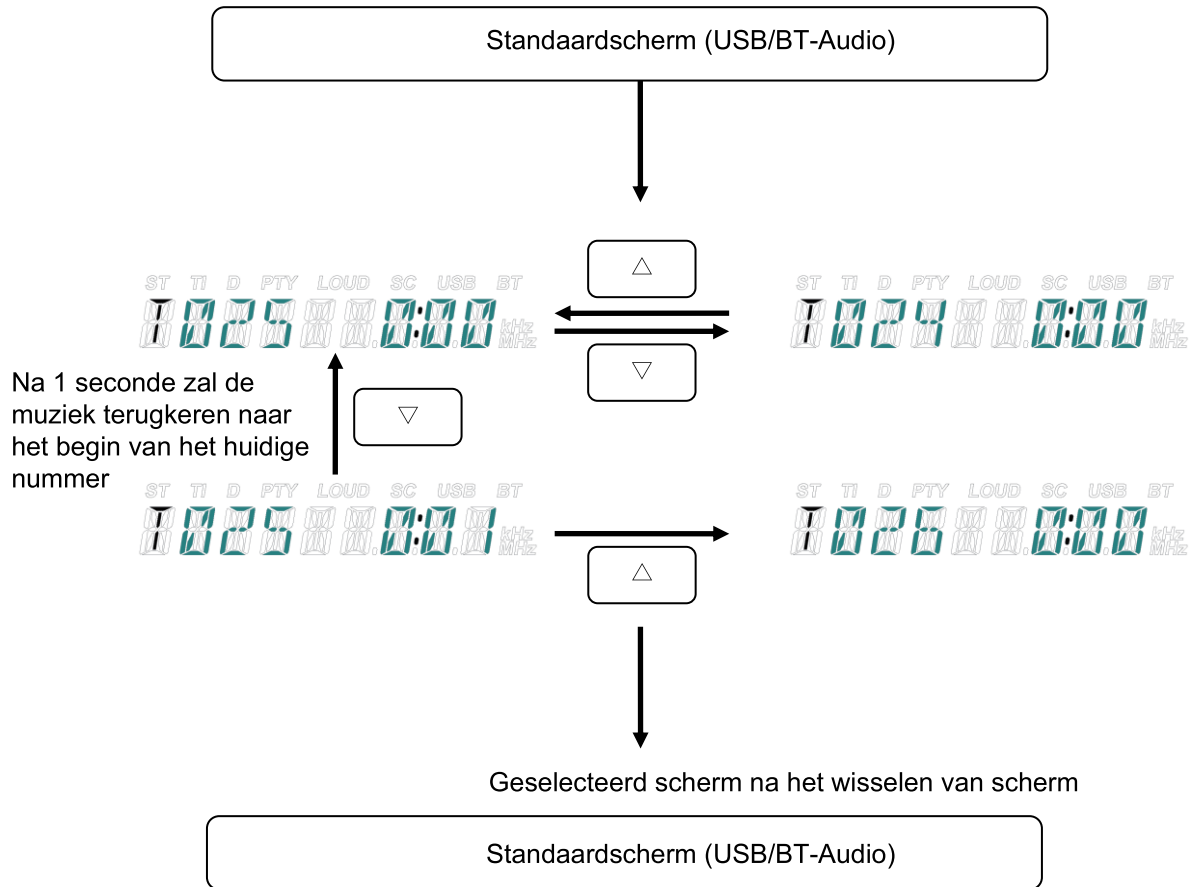 Standaardscherm (USB/BT-Audio)
△
ST TI D PTY LOUD SC USB BT
T025 0:00 kHz MHz
ST TI D PTY LOUD SC USB BT
T024 0:00 kHz MHz
▽
Na 1 seconde zal de
muziek terugkeren naar
het begin van het huidige
nummer
▽
ST TI D PTY LOUD SC USB BT
T025 0:01 kHz MHz
ST TI D PTY LOUD SC USB BT
T026 0:00 kHz MHz
△
Geselecteerd scherm na het wisselen van scherm
Standaardscherm (USB/BT-Audio)